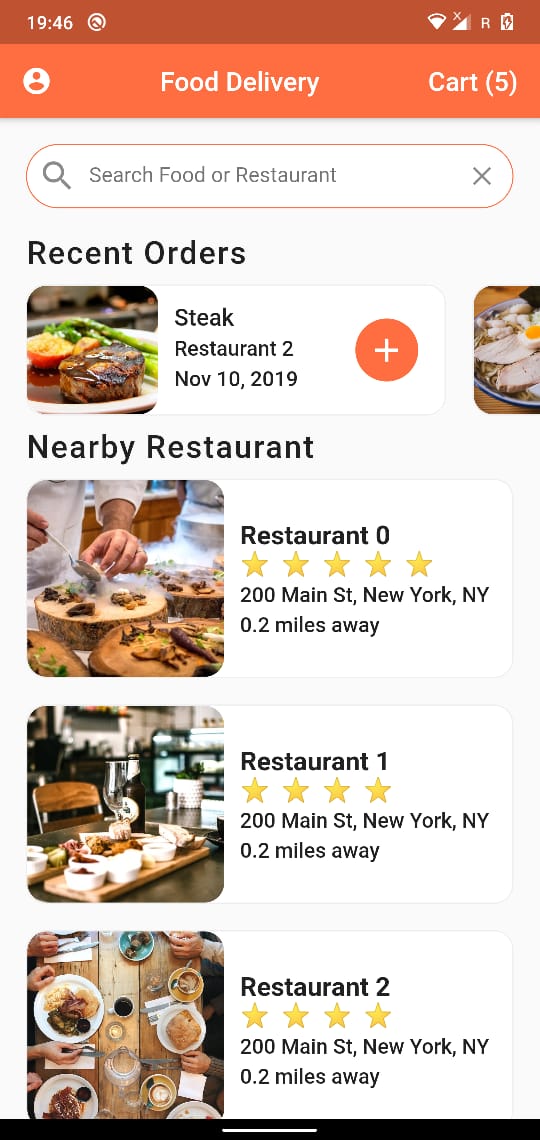 19:46
R
Food Delivery
Cart (5)
Search Food or Restaurant
Recent Orders
Steak
Restaurant 2
Nov 10, 2019
Nearby Restaurant
Restaurant 0
200 Main St, New York, NY
0.2 miles away
Restaurant 1
200 Main St, New York, NY
0.2 miles away
Restaurant 2
200 Main St, New York, NY
0.2 miles away